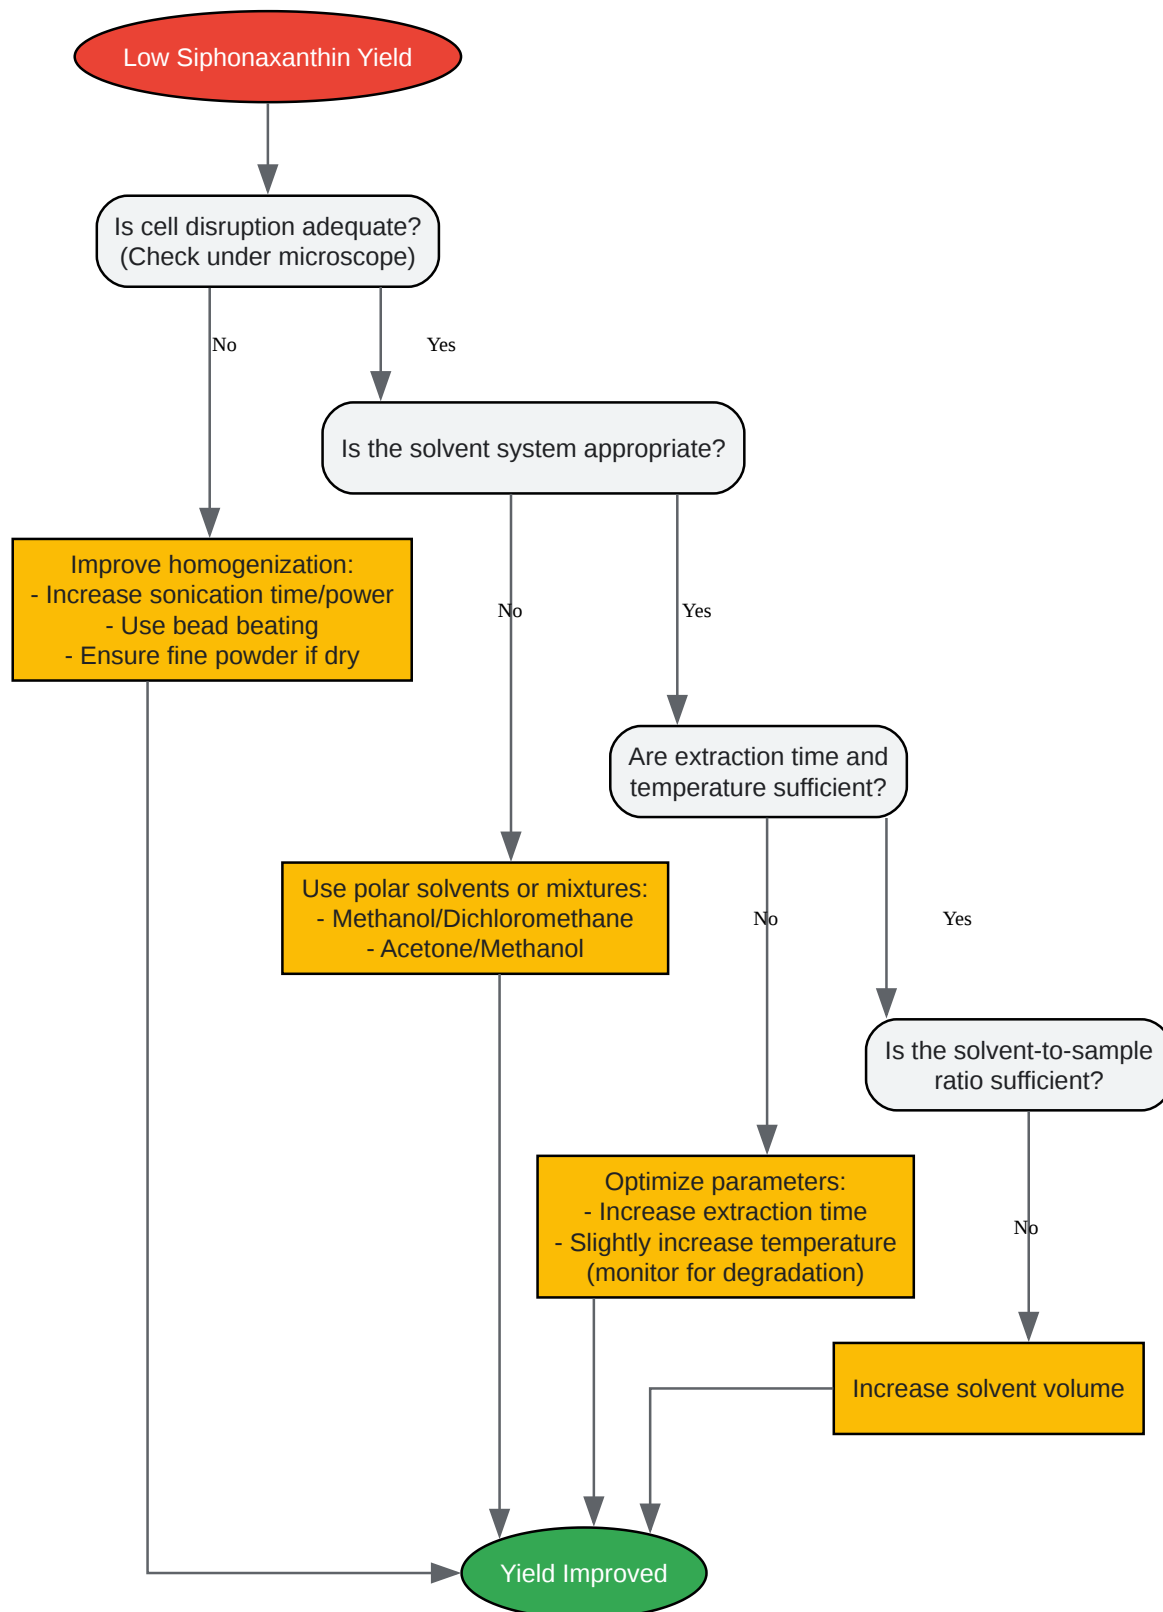 Low Siphonaxanthin Yield
Is cell disruption adequate?
(Check under microscope)
No
Yes
Is the solvent system appropriate?
Improve homogenization:
- Increase sonication time/power
- Use bead beating
- Ensure fine powder if dry
No
Yes
Are extraction time and
temperature sufficient?
Use polar solvents or mixtures:
- Methanol/Dichloromethane
- Acetone/Methanol
No
Yes
Is the solvent-to-sample
ratio sufficient?
Optimize parameters:
- Increase extraction time
- Slightly increase temperature
(monitor for degradation)
No
Increase solvent volume
Yield Improved